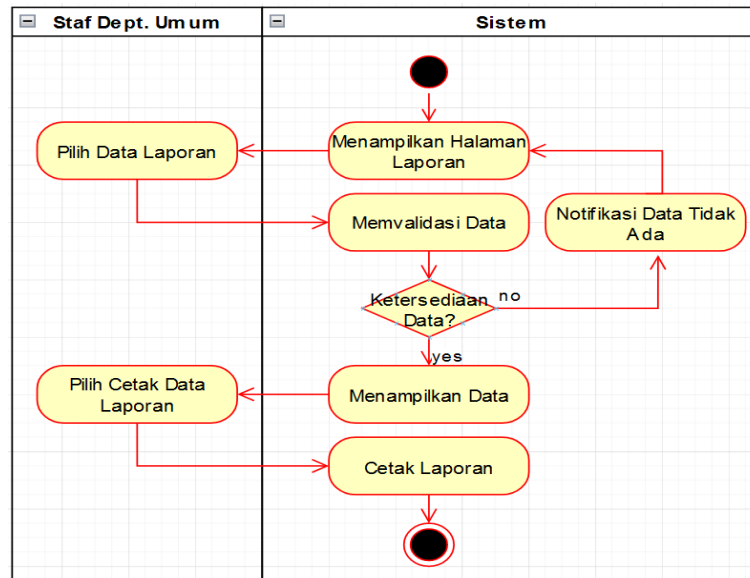 Staf Dept. Umum
Sistem
Menampilkan Halaman
Laporan
Pilih Data Laporan
Memvalidasi Data
Notifikasi Data Tidak
Ada
Ketersediaan
Data?
no
yes
Pilih Cetak Data
Laporan
Menampilkan Data
Cetak Laporan